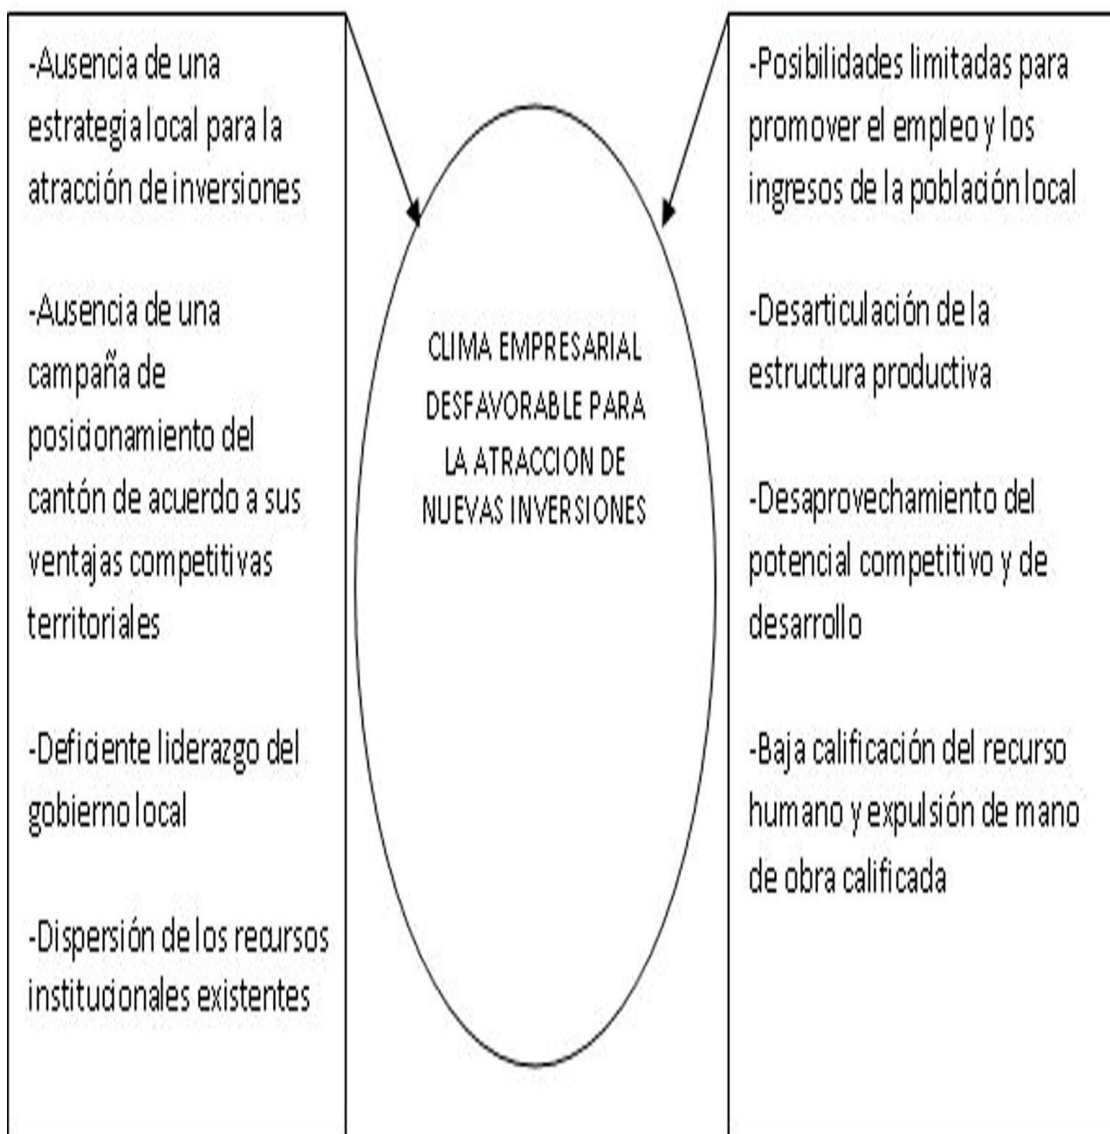 -Ausencia de una
estrategia local para la
atracción de inversiones
-Ausencia de una
campaña de
posicionamiento del
cantón de acuerdo a sus
ventajas competitivas
territoriales
-Deficiente liderazgo del
gobierno local
-Dispersión de los recursos
institucionales existentes
CLIMA EMPRESARIAL
DESFAVORABLE PARA
LA ATRACCION DE
NUEVAS INVERSIONES
-Posibilidades limitadas para
promover el empleo y los
ingresos de la población local
-Desarticulación de la
estructura productiva
-Desaprovechamiento del
potencial competitivo y de
desarrollo
-Baja calificación del recurso
humano y expulsión de mano
de obra calificada